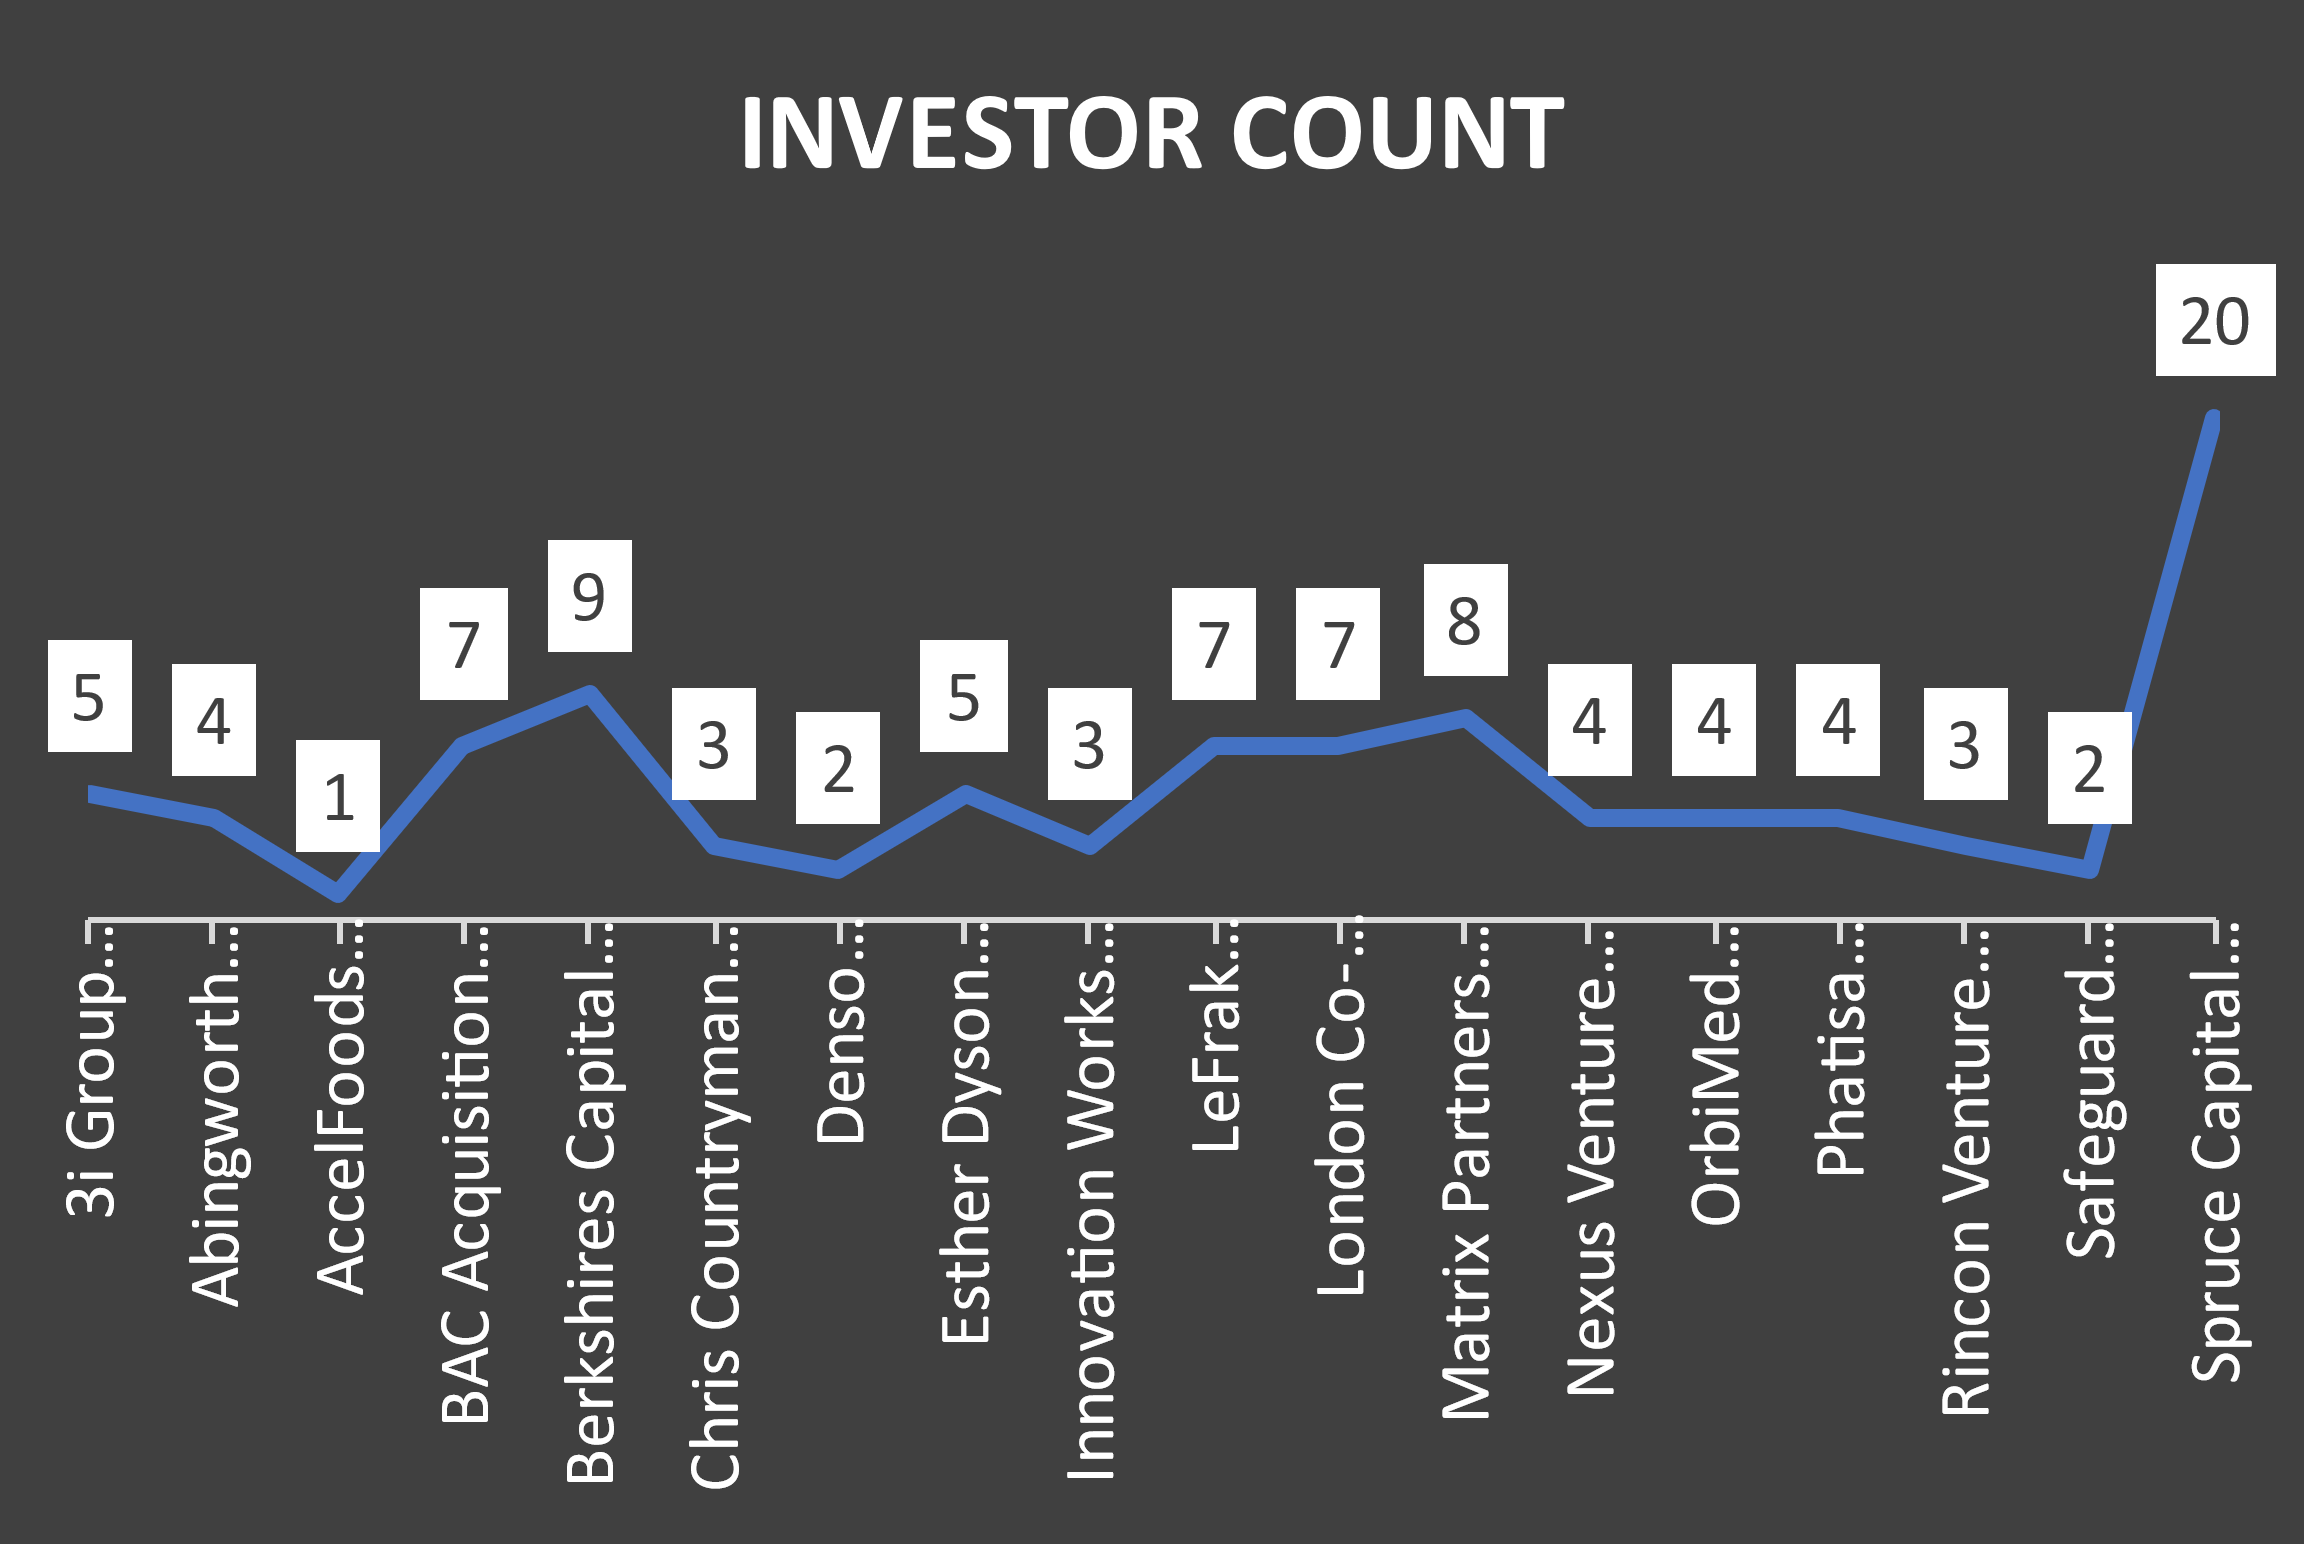 INVESTOR COUNT
5
4
1
7
9
3
2
5
3
7
7
8
4
4
4
3
2
20
3i Group...
Abingworth...
AccelFoods...
BAC Acquisition...
Berkshires Capital...
Chris Countryman...
Denso...
Esther Dyson...
Innovation Works...
LeFrak...
London Co-...
Matrix Partners...
Nexus Venture...
OrbiMed...
Phatisa...
Rincon Venture...
Safeguard...
Spruce Capital...